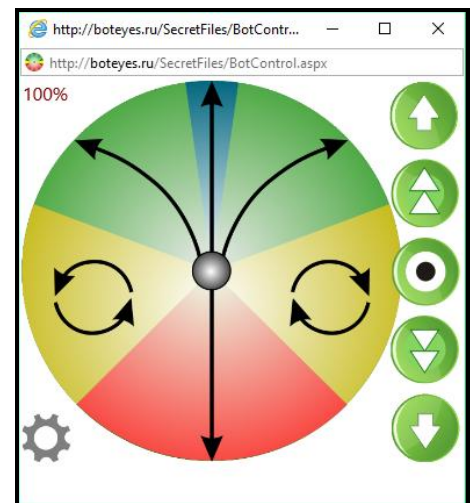 http://boteyes.ru/SecretFiles/BotContr...
http://boteyes.ru/SecretFiles/BotControl.aspx
100%